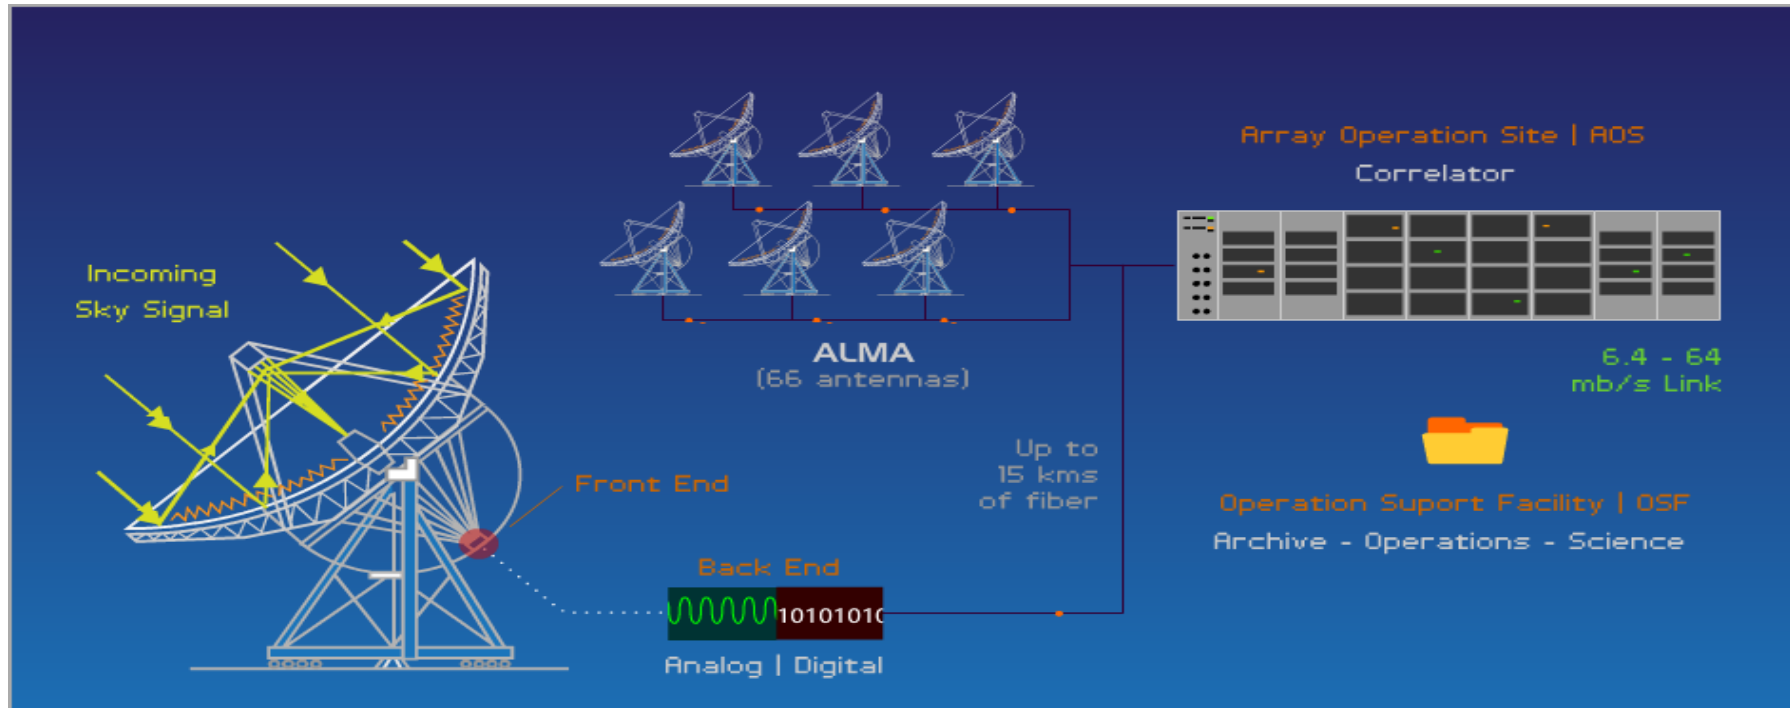 Incoming
Sky Signal
ALMA
(66 antennas)
Array Operation Site | AOS
Correlator
6.4 - 64
mb/s Link
Up to
15 kms
of fiber
Front End
Back End
10101010
Analog | Digital
Operation Suport Facility | OSF
Archive - Operations - Science